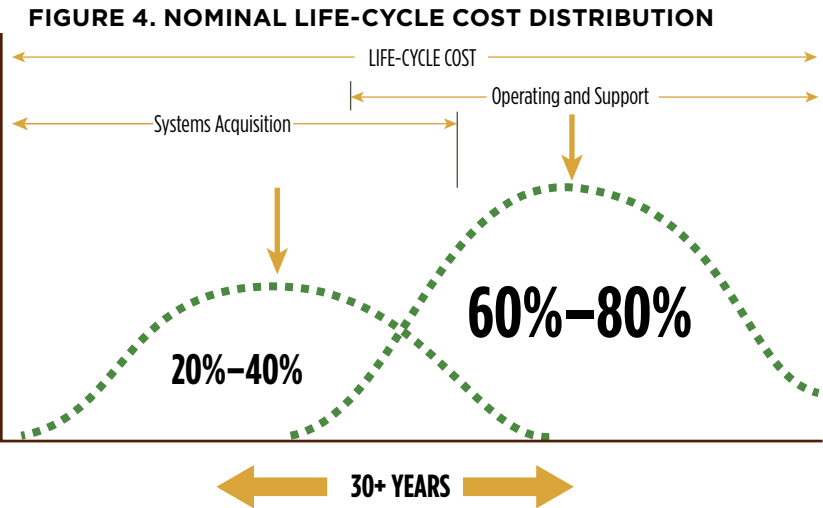 FIGURE 4. NOMINAL LIFE-CYCLE COST DISTRIBUTION
LIFE-CYCLE COST
Operating and Support
Systems Acquisition
60%–80%
20%–40%
30+ YEARS